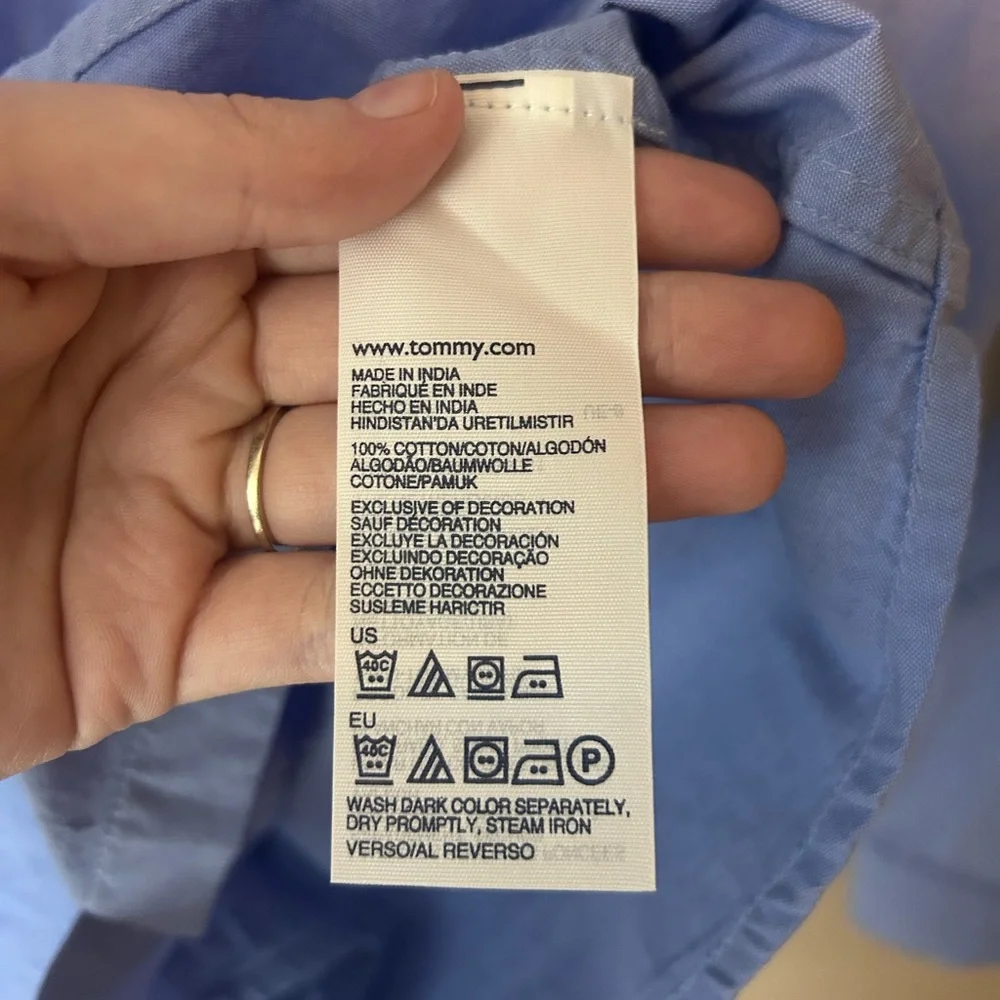 www.tommy.com
MADE IN INDIA
FABRIQUÉ EN INDE
HECHO EN INDIA
HINDISTAN'DA URETILMISTIR
100% COTTON/COTON/ALGODÓN
ALGODÃO/BAUMWOLLE
COTONE/PAMUK
EXCLUSIVE OF DECORATION
SAUF DÉCORATION
EXCLUYE LA DECORACIÓN
EXCLUINDO DECORAÇÃO
OHNE DEKORATION
ECCETTO DECORAZIONE
SUSLEME HARICTIR
US
40C
EU
40C
P
WASH DARK COLOR SEPARATELY,
DRY PROMPTLY, STEAM IRON
VERSO/AL REVERSO